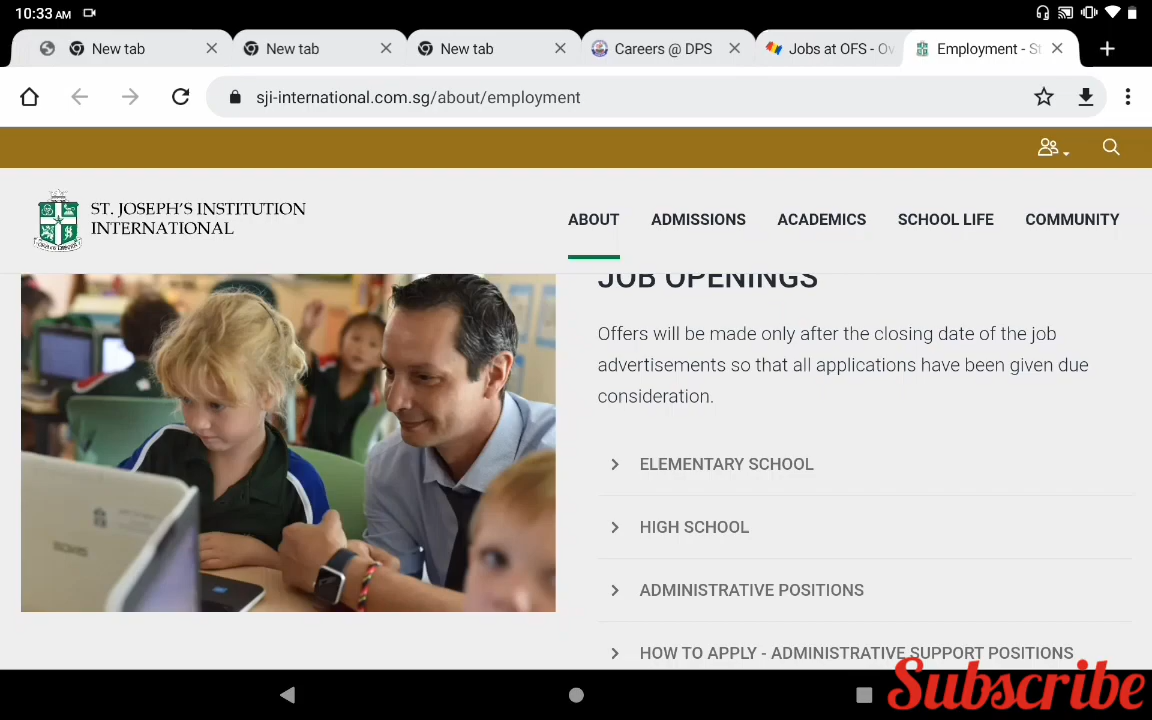 10:33 AM
New tab
New tab
New tab
Careers @ DPS
Jobs at OFS - Ov
Employment - St
sji-international.com.sg/about/employment
ST. JOSEPH'S INSTITUTION
INTERNATIONAL
ABOUT
ADMISSIONS
ACADEMICS
SCHOOL LIFE
COMMUNITY
JOB OPENINGS
Offers will be made only after the closing date of the job
advertisements so that all applications have been given due
consideration.
ELEMENTARY SCHOOL
HIGH SCHOOL
ADMINISTRATIVE POSITIONS
HOW TO APPLY - ADMINISTRATIVE SUPPORT POSITIONS
Subscribe